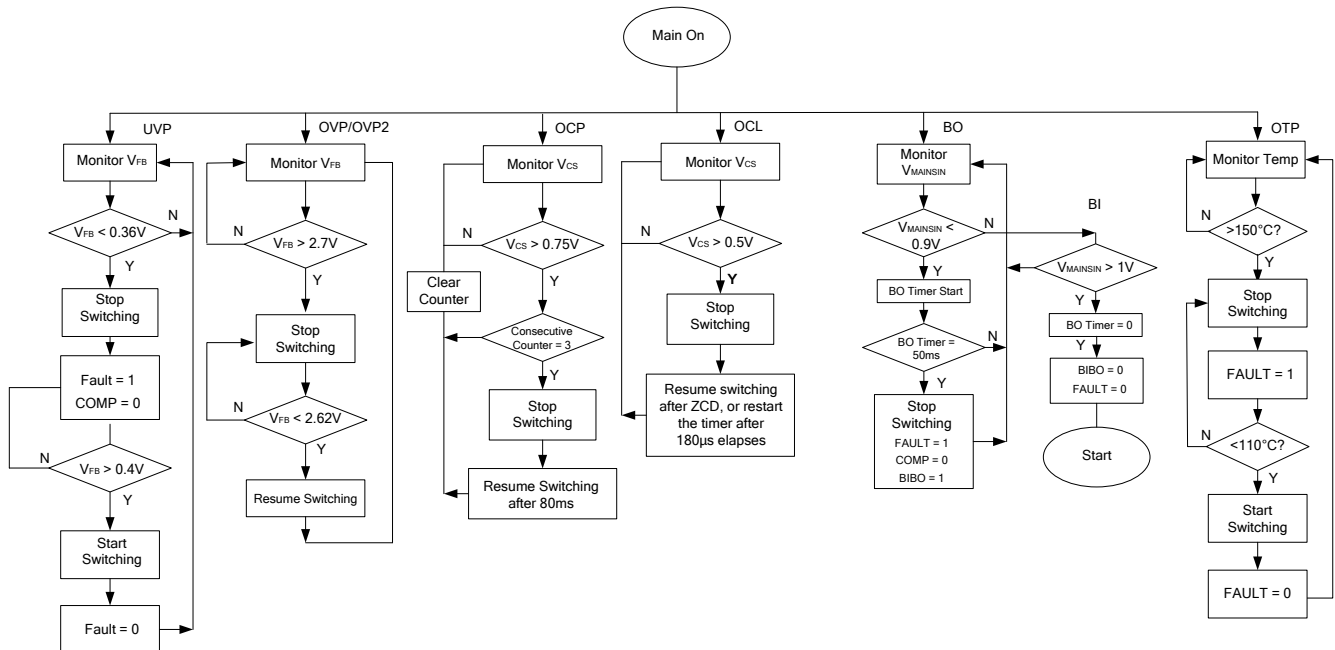 Main On
UVP
Monitor VFB
VFB < 0.36V
N
Y
Stop
Switching
Fault = 1
COMP = 0
N
VFB > 0.4V
Y
Start
Switching
Fault = 0
OVP/OVP2
Monitor VFB
N
VFB > 2.7V
Y
Stop
Switching
N
VFB < 2.62V
Y
Resume Switching
OCP
Monitor VCS
N
VCS > 0.75V
Y
Clear
Counter
Consecutive
Counter = 3
Y
Stop
Switching
Resume Switching
after 80ms
OCL
Monitor VCS
N
VCS > 0.5V
Y
Stop
Switching
Resume switching
after ZCD, or restart
the timer after
180µs elapses
BO
Monitor
VMAINSIN
VMAINSIN <
0.9V
N
Y
BO Timer Start
BO Timer =
50ms
N
Y
Stop
Switching
FAULT = 1
COMP = 0
BIBO = 1
BI
VMAINSIN > 1V
Y
BO Timer = 0
Y
BIBO = 0
FAULT = 0
Start
OTP
Monitor Temp
N
>150°C?
Y
Stop
Switching
FAULT = 1
N
<110°C?
Y
Start
Switching
FAULT = 0